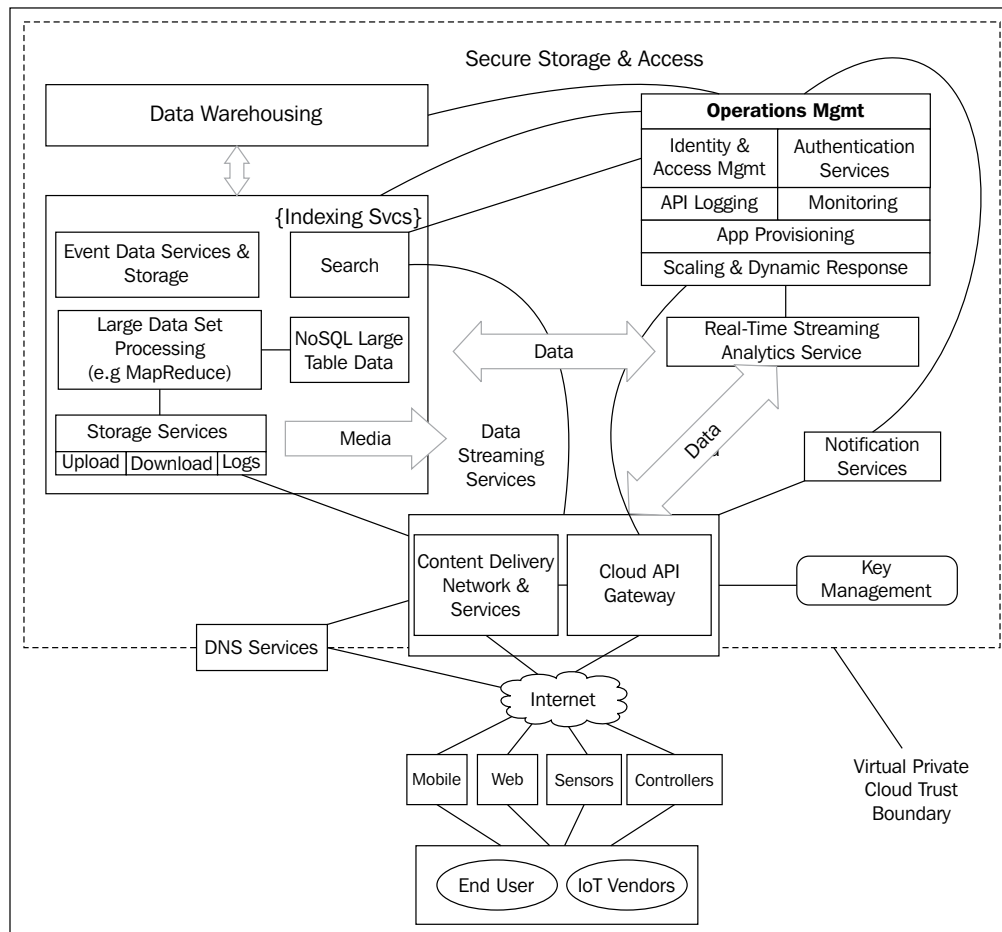 Secure Storage & Access
Data Warehousing
Operations Mgmt
Identity &
Access Mgmt
Authentication
Services
API Logging
Monitoring
App Provisioning
Scaling & Dynamic Response
{Indexing Svcs}
Event Data Services &
Storage
Search
Large Data Set
Processing
(e.g MapReduce)
NoSQL Large
Table Data
Data
Real-Time Streaming
Analytics Service
Storage Services
Upload
Download
Logs
Media
Data
Streaming
Services
Data
Notification
Services
Content Delivery
Network &
Services
Cloud API
Gateway
Key
Management
DNS Services
Internet
Mobile
Web
Sensors
Controllers
Virtual Private
Cloud Trust
Boundary
End User
IoT Vendors